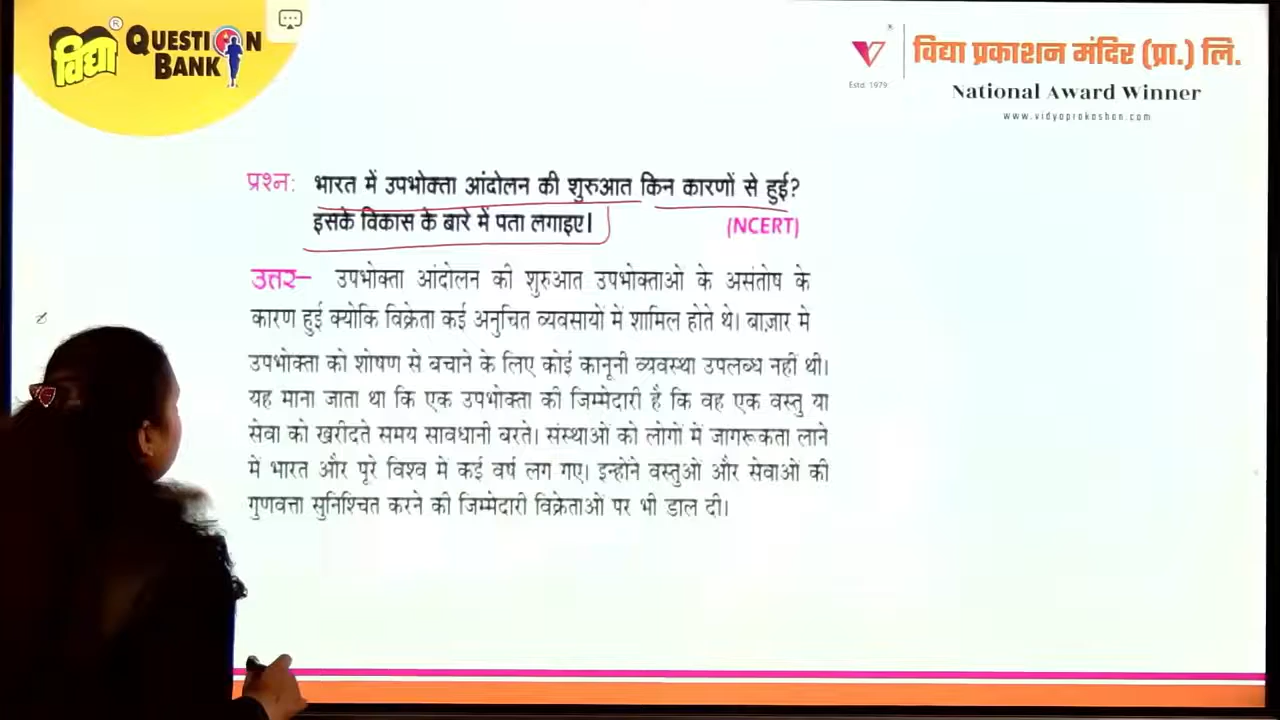 विद्या
QUESTION BANK
Estd. 1979
विद्या प्रकाशन मंदिर (प्रा.) लि.
National Award Winner
www.vidyaprakashan.com
प्रश्न: भारत में उपभोक्ता आंदोलन की शुरुआत किन कारणों से हुई?
इसके विकास के बारे में पता लगाइए। (NCERT)
उत्तर– उपभोक्ता आंदोलन की शुरुआत उपभोक्ताओ के असंतोष के
कारण हुई क्योकि विक्रेता कई अनुचित व्यवसायों में शामिल होते थे। बाज़ार मे
उपभोक्ता को शोषण से बचाने के लिए कोई कानूनी व्यवस्था उपलब्ध नहीं थी।
यह माना जाता था कि एक उपभोक्ता की जिम्मेदारी है कि वह एक वस्तु या
सेवा को खरीदते समय सावधानी बरते। संस्थाओं को लोगों में जागरूकता लाने
में भारत और पूरे विश्व में कई वर्ष लग गए। इन्होने वस्तुओं और सेवाओं की
गुणवत्ता सुनिश्चित करने की जिम्मेदारी विक्रेताओं पर भी डाल दी।